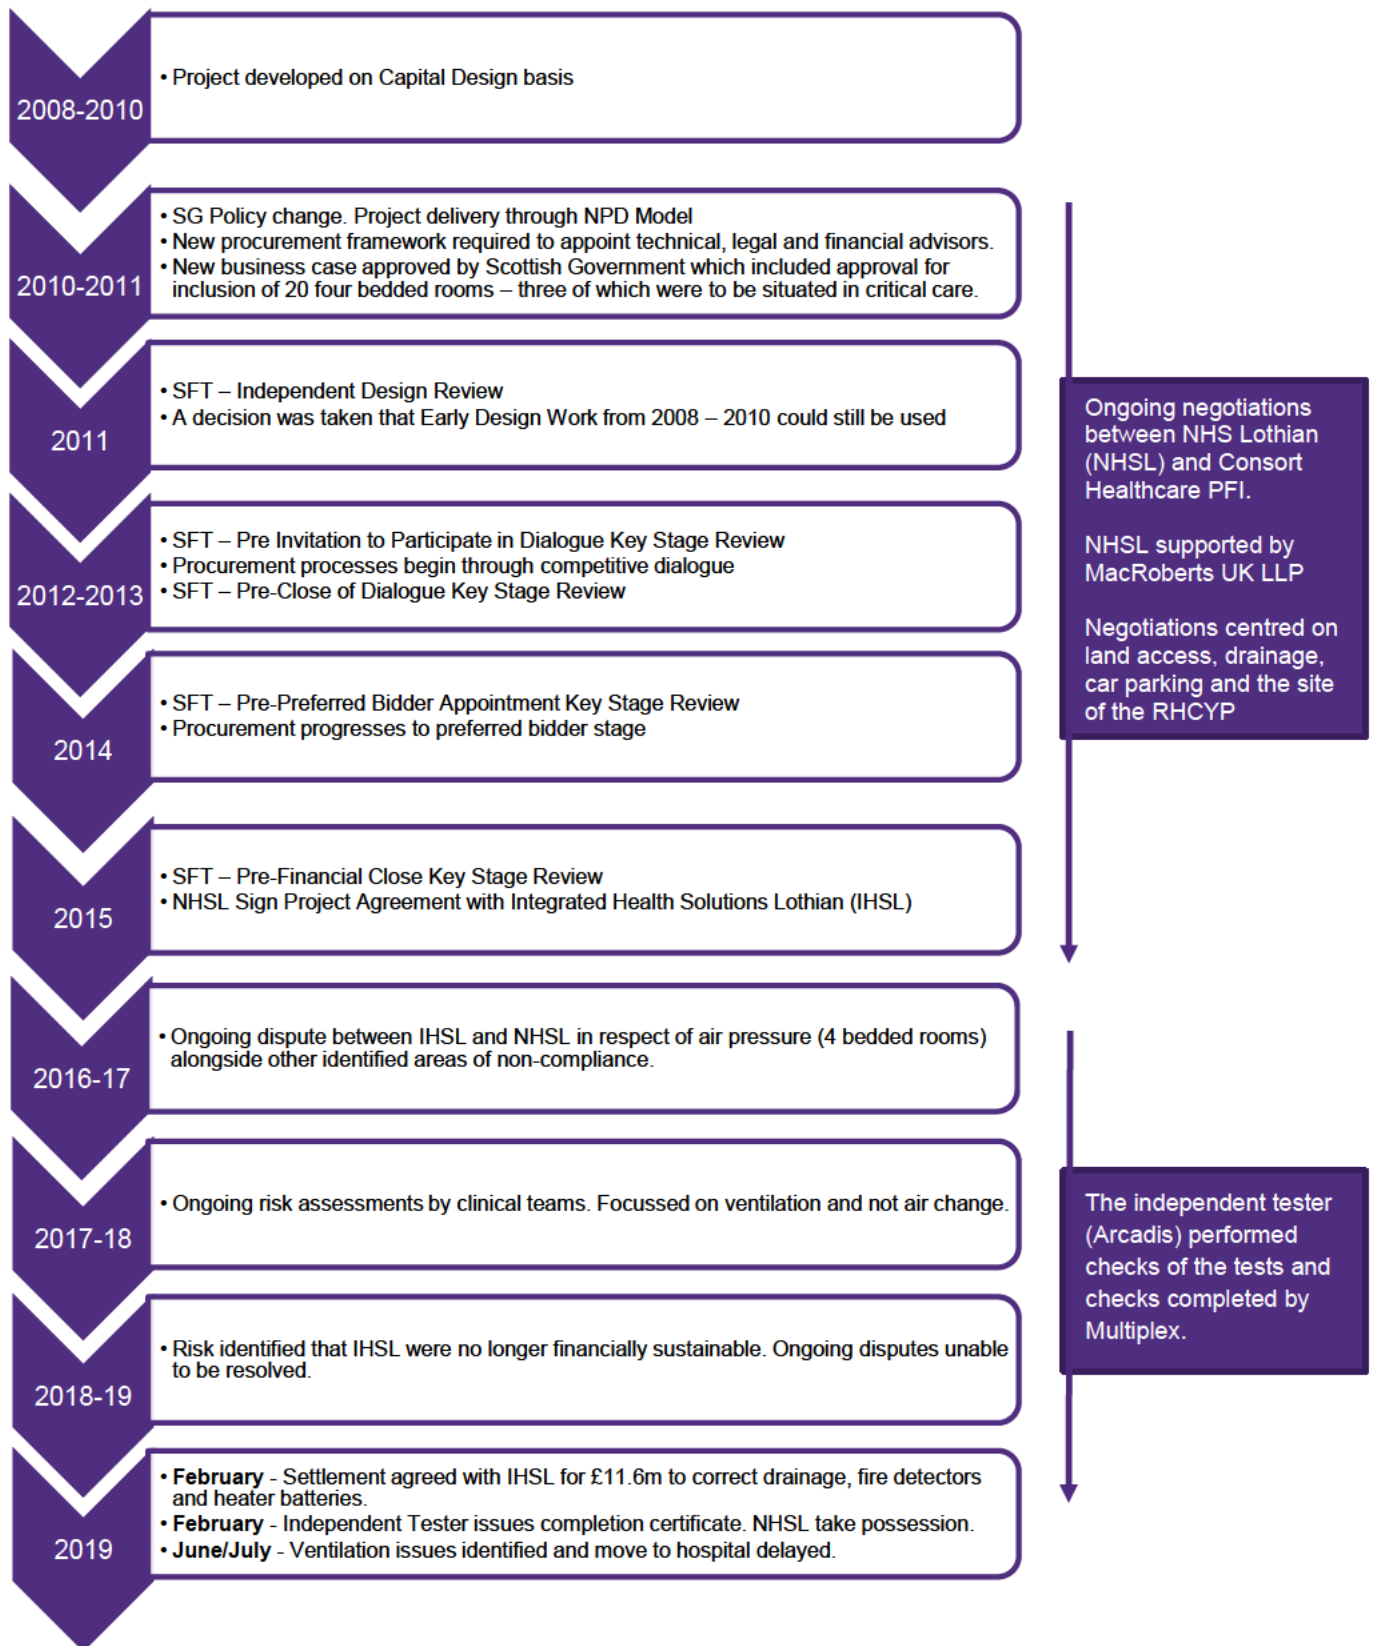 2008-2010
• Project developed on Capital Design basis
2010-2011
• SG Policy change. Project delivery through NPD Model
• New procurement framework required to appoint technical, legal and financial advisors.
• New business case approved by Scottish Government which included approval for
inclusion of 20 four bedded rooms – three of which were to be situated in critical care.
2011
• SFT – Independent Design Review
• A decision was taken that Early Design Work from 2008 – 2010 could still be used
2012-2013
• SFT – Pre Invitation to Participate in Dialogue Key Stage Review
• Procurement processes begin through competitive dialogue
• SFT – Pre-Close of Dialogue Key Stage Review
2014
• SFT – Pre-Preferred Bidder Appointment Key Stage Review
• Procurement progresses to preferred bidder stage
2015
• SFT – Pre-Financial Close Key Stage Review
• NHSL Sign Project Agreement with Integrated Health Solutions Lothian (IHSL)
2016-17
• Ongoing dispute between IHSL and NHSL in respect of air pressure (4 bedded rooms)
alongside other identified areas of non-compliance.
2017-18
• Ongoing risk assessments by clinical teams. Focussed on ventilation and not air change.
2018-19
• Risk identified that IHSL were no longer financially sustainable. Ongoing disputes unable
to be resolved.
2019
• February - Settlement agreed with IHSL for £11.6m to correct drainage, fire detectors
and heater batteries.
• February - Independent Tester issues completion certificate. NHSL take possession.
• June/July - Ventilation issues identified and move to hospital delayed.
Ongoing negotiations
between NHS Lothian
(NHSL) and Consort
Healthcare PFI.
NHSL supported by
MacRoberts UK LLP
Negotiations centred on
land access, drainage,
car parking and the site
of the RHCYP
The independent tester
(Arcadis) performed
checks of the tests and
checks completed by
Multiplex.